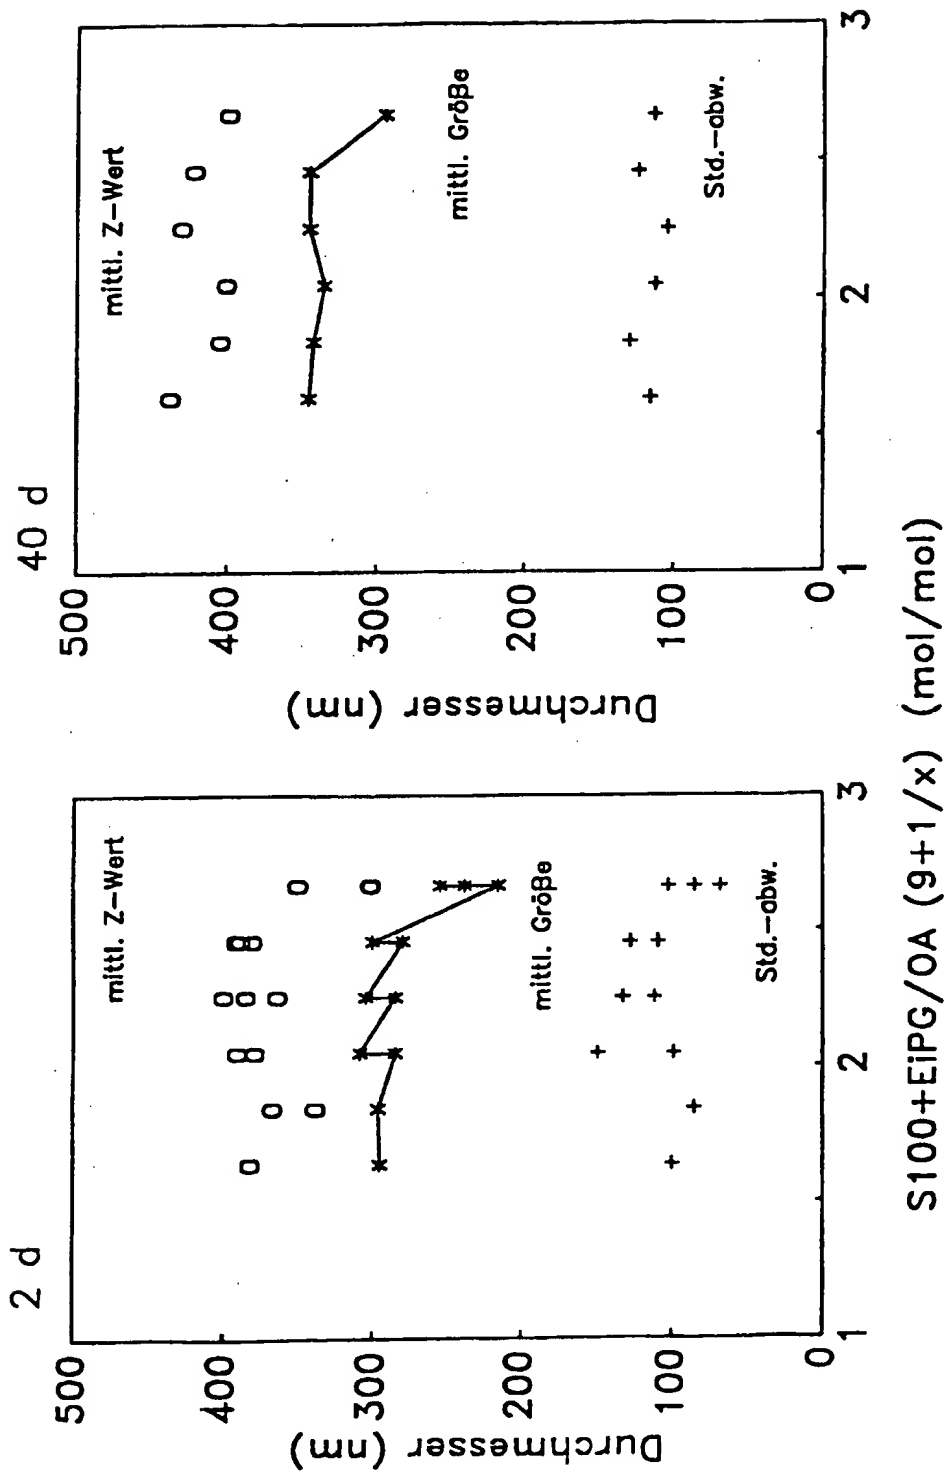 2 d
500
400
300
200
100
0
Durchmesser (nm)
mittl. Z-Wert
mittl. Größe
Std.-abw.
1
2
3
40 d
500
400
300
200
100
0
Durchmesser (nm)
mittl. Z-Wert
mittl. Größe
Std.-abw.
1
2
3
S100+EiPG/OA (9+1/x) (mol/mol)